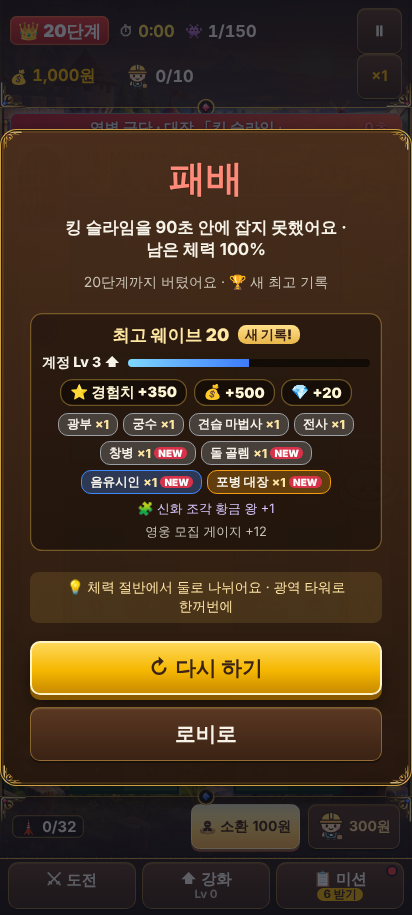 20단계 0:00 1/150
1,000원 0/10 ×1
패배
킹 슬라임을 90초 안에 잡지 못했어요 ·
남은 체력 100%
20단계까지 버텼어요 · 🏆 새 최고 기록
최고 웨이브 20 새 기록!
계정 Lv 3
⭐ 경험치 +350 💰 +500 💎 +20
광부 ×1 궁수 ×1 견습 마법사 ×1 전사 ×1
창병 ×1 NEW 돌 골렘 ×1 NEW
음유시인 ×1 NEW 포병 대장 ×1 NEW
🧩 신화 조각 황금 왕 +1
영웅 모집 게이지 +12
💡 체력 절반에서 둘로 나뉘어요 · 광역 타워로
한꺼번에
↻ 다시 하기
로비로
0/32 소환 100원 300원
도전 강화 미션
Lv 0 6 받기